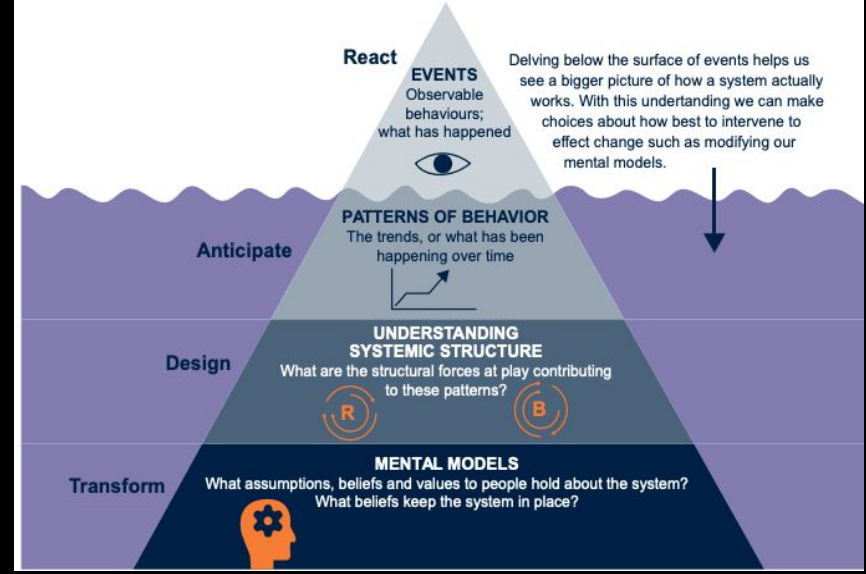 React
EVENTS
Observable
behaviours;
what has happened
Delving below the surface of events helps us
see a bigger picture of how a system actually
works. With this undertanding we can make
choices about how best to intervene to
effect change such as modifying our
mental models.
Anticipate
PATTERNS OF BEHAVIOR
The trends, or what has been
happening over time
Design
UNDERSTANDING
SYSTEMIC STRUCTURE
What are the structural forces at play contributing
to these patterns?
R
B
Transform
MENTAL MODELS
What assumptions, beliefs and values to people hold about the system?
What beliefs keep the system in place?